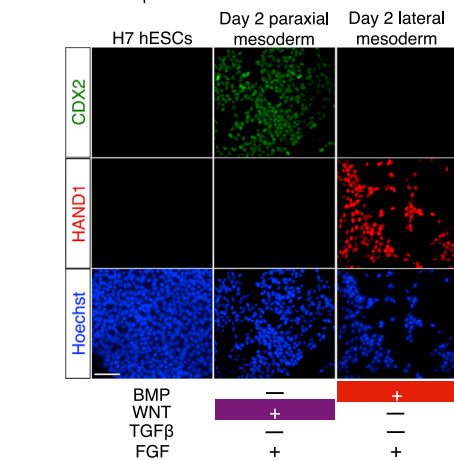 H7 hESCs
Day 2 paraxial
mesoderm
Day 2 lateral
mesoderm
CDX2
HAND1
Hoechst
BMP — +
WNT + —
TGFβ — —
FGF + +